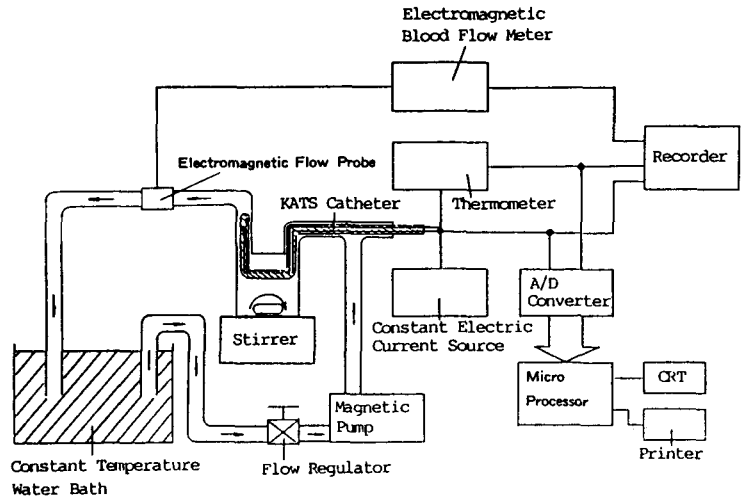 Electromagnetic
Blood Flow Meter
Electromagnetic Flow Probe
KATS Catheter
Thermometer
Recorder
A/D
Converter
Constant Electric
Current Source
Stirrer
Micro
Processor
CRT
Printer
Magnetic
Pump
Flow Regulator
Constant Temperature
Water Bath